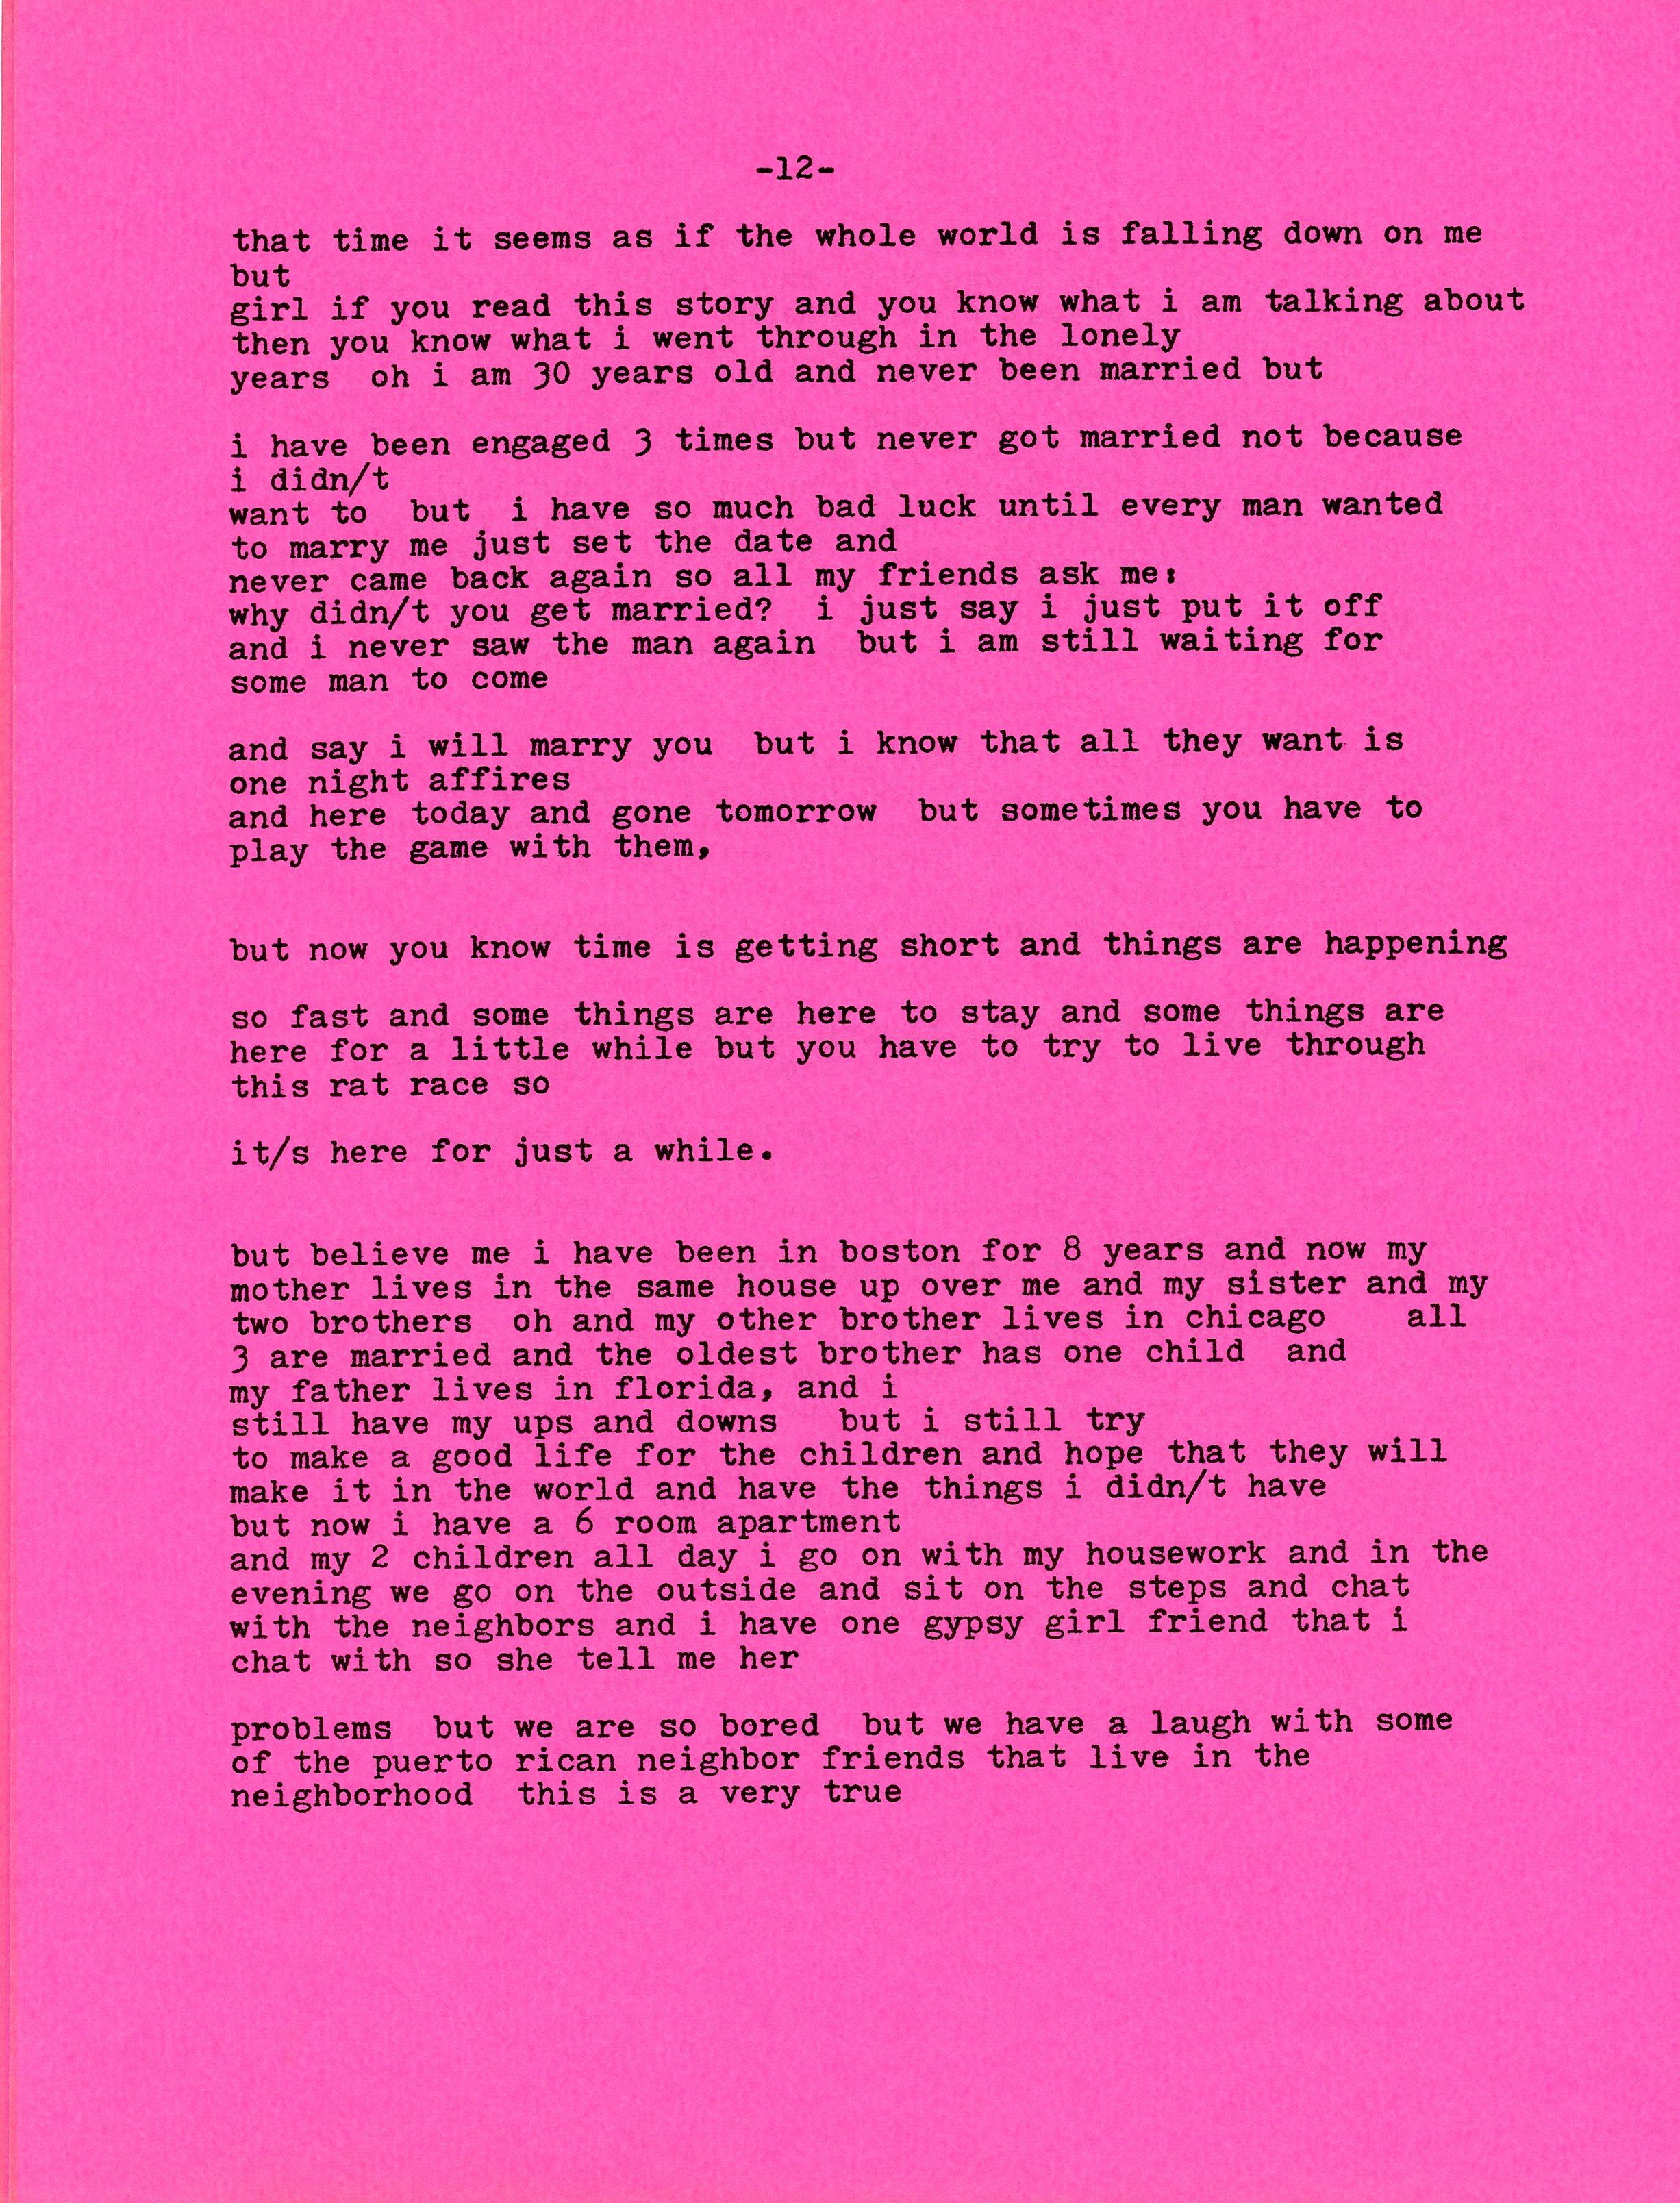 -12-
that time it seems as if the whole world is falling down on me
but
girl if you read this story and you know what i am talking about
then you know what i went through in the lonely
years  oh i am 30 years old and never been married but
i have been engaged 3 times but never got married not because
i didn/t
want to  but  i have so much bad luck until every man wanted
to marry me just set the date and
never came back again so all my friends ask me:
why didn/t you get married?  i just say i just put it off
and i never saw the man again  but i am still waiting for
some man to come
and say i will marry you  but i know that all they want is
one night affires
and here today and gone tomorrow  but sometimes you have to
play the game with them,
but now you know time is getting short and things are happening
so fast and some things are here to stay and some things are
here for a little while but you have to try to live through
this rat race so
it/s here for just a while.
but believe me i have been in boston for 8 years and now my
mother lives in the same house up over me and my sister and my
two brothers  oh and my other brother lives in chicago    all
3 are married and the oldest brother has one child  and
my father lives in florida, and i
still have my ups and downs   but i still try
to make a good life for the children and hope that they will
make it in the world and have the things i didn/t have
but now i have a 6 room apartment
and my 2 children all day i go on with my housework and in the
evening we go on the outside and sit on the steps and chat
with the neighbors and i have one gypsy girl friend that i
chat with so she tell me her
problems  but we are so bored  but we have a laugh with some
of the puerto rican neighbor friends that live in the
neighborhood  this is a very true